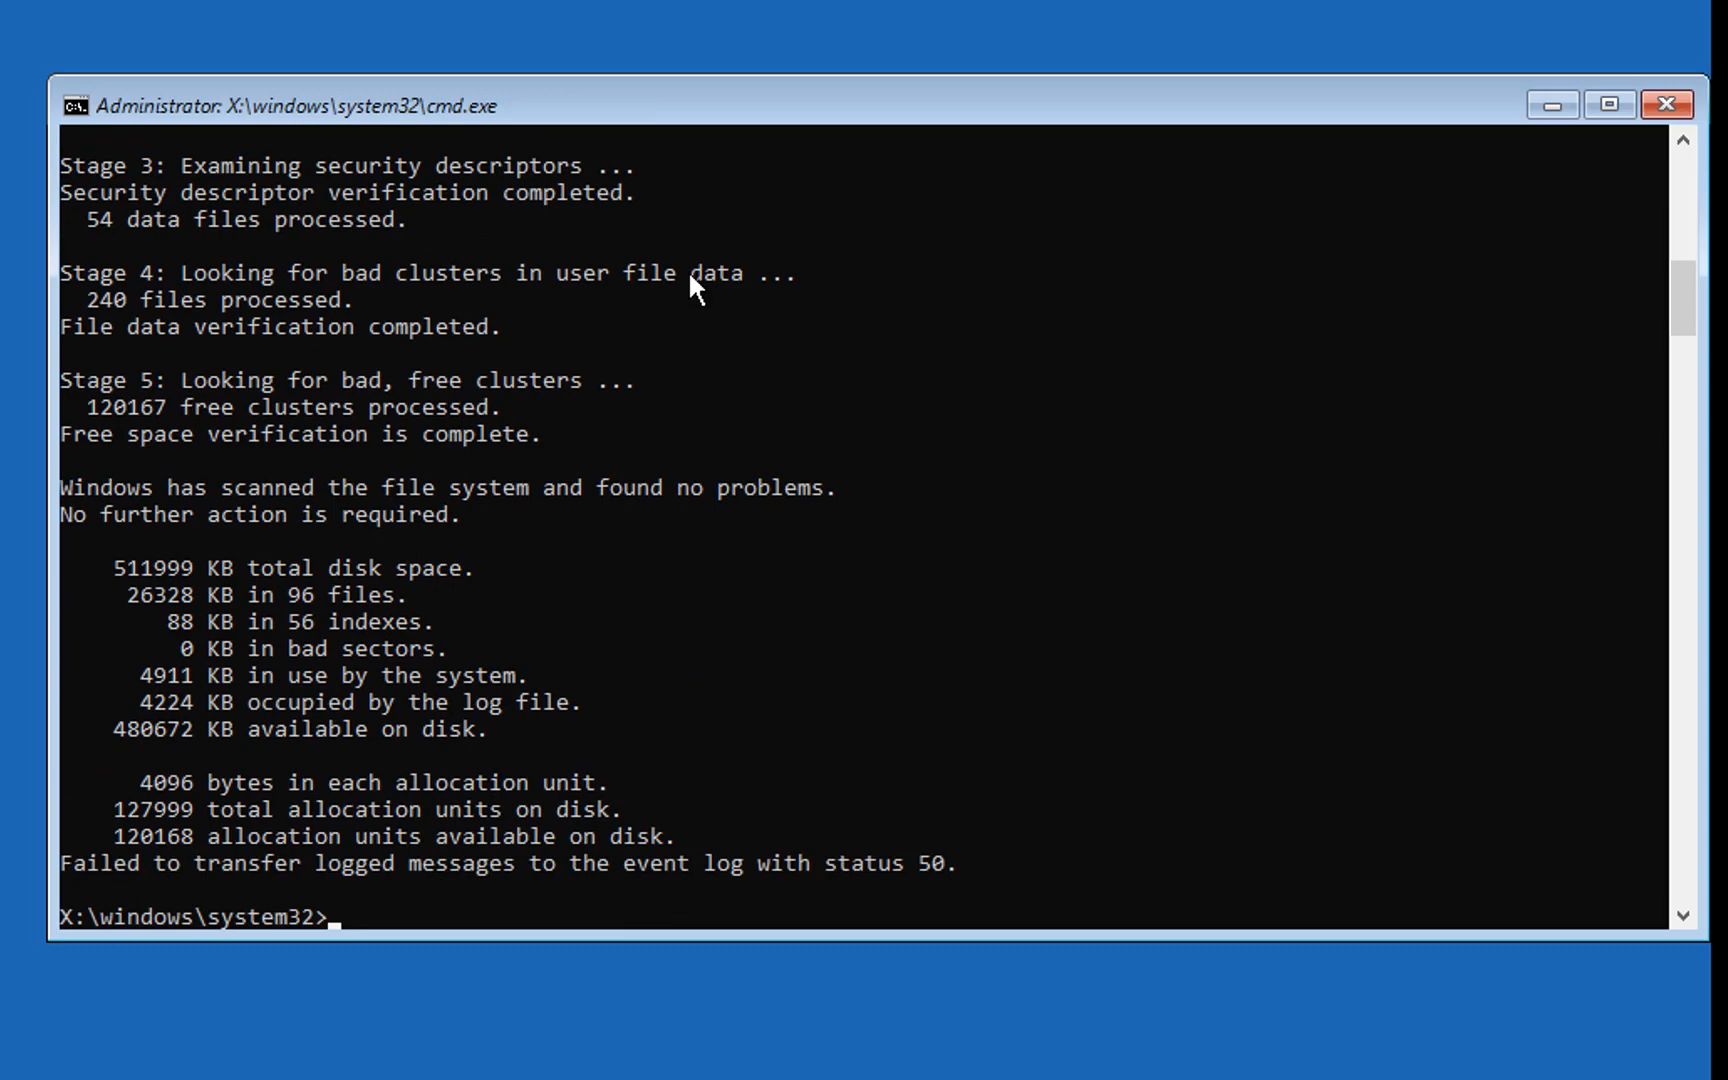 Administrator: X:\windows\system32\cmd.exe
Stage 3: Examining security descriptors ...
Security descriptor verification completed.
54 data files processed.
Stage 4: Looking for bad clusters in user file data ...
240 files processed.
File data verification completed.
Stage 5: Looking for bad, free clusters ...
120167 free clusters processed.
Free space verification is complete.
Windows has scanned the file system and found no problems.
No further action is required.
511999 KB total disk space.
26328 KB in 96 files.
88 KB in 56 indexes.
0 KB in bad sectors.
4911 KB in use by the system.
4224 KB occupied by the log file.
480672 KB available on disk.
4096 bytes in each allocation unit.
127999 total allocation units on disk.
120168 allocation units available on disk.
Failed to transfer logged messages to the event log with status 50.
X:\windows\system32>